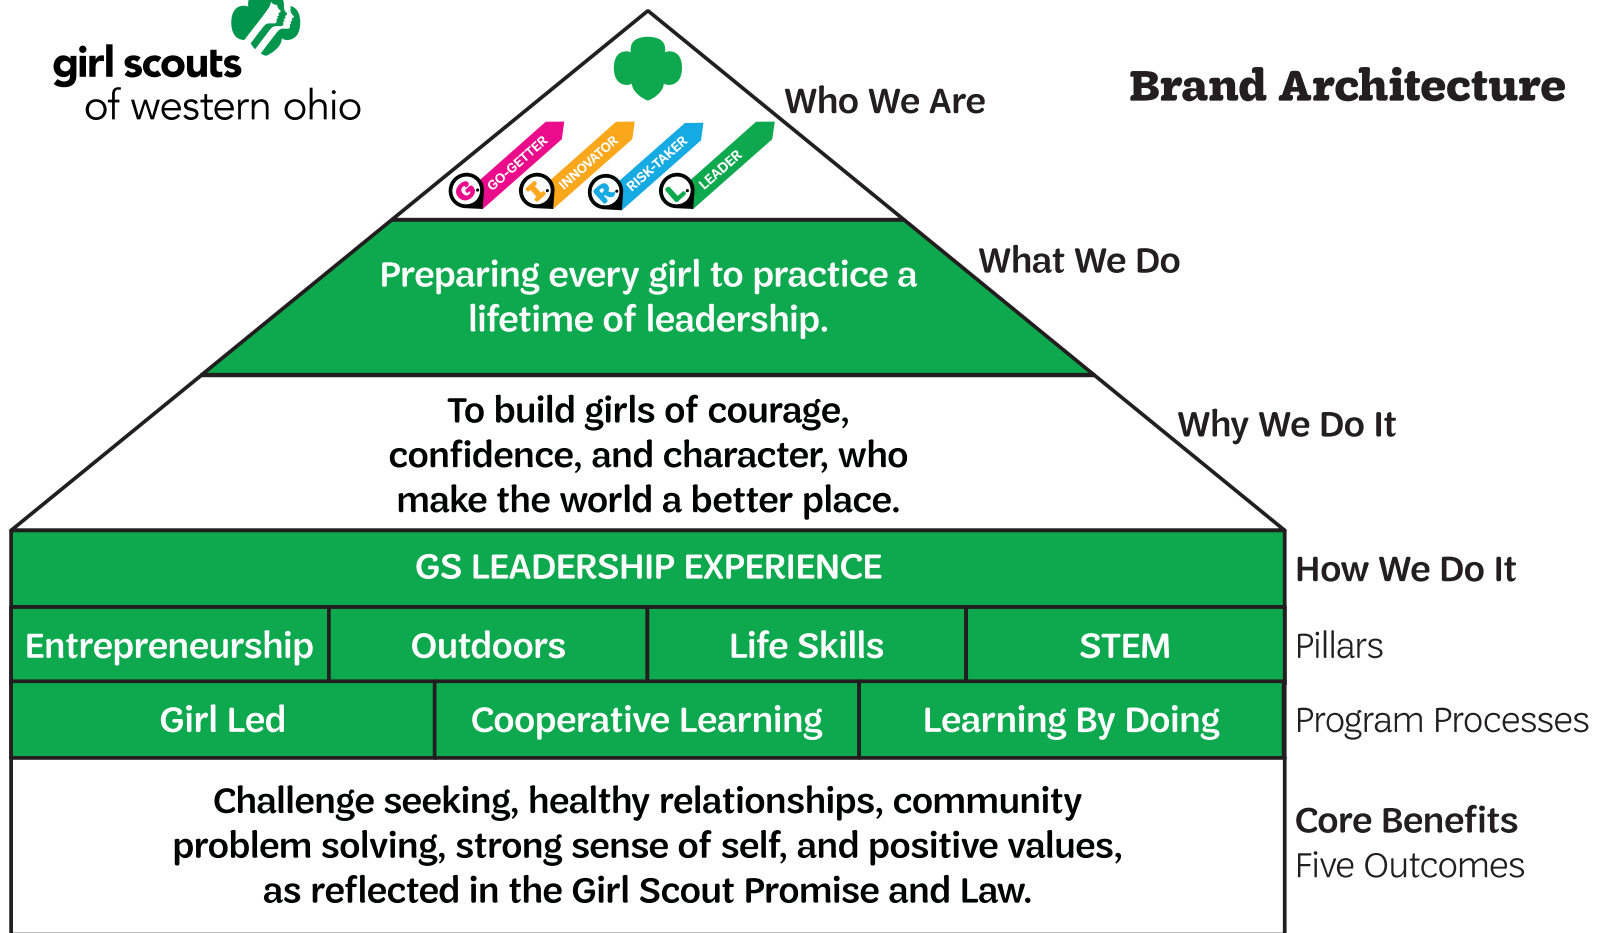 girl scouts
of western ohio
Brand Architecture
Who We Are
G. GO-GETTER
I. INNOVATOR
R. RISK-TAKER
L. LEADER
What We Do
Preparing every girl to practice a
lifetime of leadership.
Why We Do It
To build girls of courage,
confidence, and character, who
make the world a better place.
GS LEADERSHIP EXPERIENCE
How We Do It
Entrepreneurship
Outdoors
Life Skills
STEM
Pillars
Girl Led
Cooperative Learning
Learning By Doing
Program Processes
Challenge seeking, healthy relationships, community
problem solving, strong sense of self, and positive values,
as reflected in the Girl Scout Promise and Law.
Core Benefits
Five Outcomes